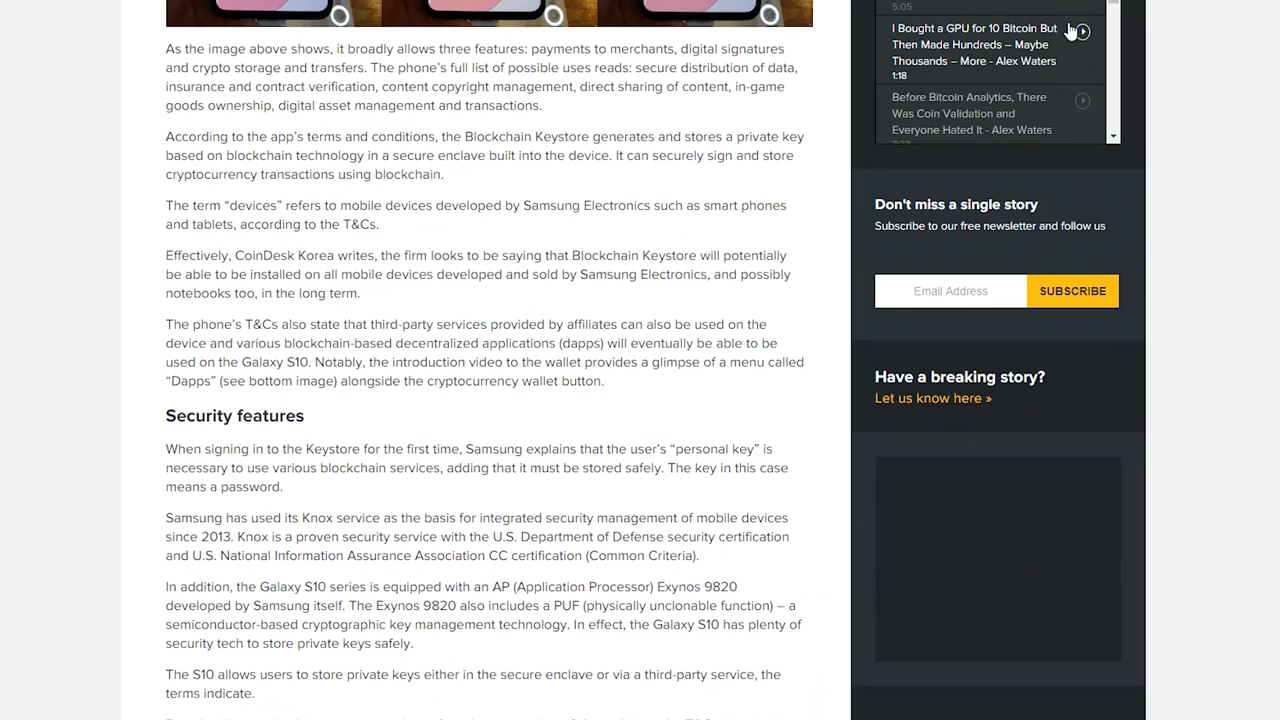 As the image above shows, it broadly allows three features: payments to merchants, digital signatures
and crypto storage and transfers. The phone's full list of possible uses reads: secure distribution of data,
insurance and contract verification, content copyright management, direct sharing of content, in-game
goods ownership, digital asset management and transactions.
According to the app's terms and conditions, the Blockchain Keystore generates and stores a private key
based on blockchain technology in a secure enclave built into the device. It can securely sign and store
cryptocurrency transactions using blockchain.
The term “devices” refers to mobile devices developed by Samsung Electronics such as smart phones
and tablets, according to the T&Cs.
Effectively, CoinDesk Korea writes, the firm looks to be saying that Blockchain Keystore will potentially
be able to be installed on all mobile devices developed and sold by Samsung Electronics, and possibly
notebooks too, in the long term.
The phone's T&Cs also state that third-party services provided by affiliates can also be used on the
device and various blockchain-based decentralized applications (dapps) will eventually be able to be
used on the Galaxy S10. Notably, the introduction video to the wallet provides a glimpse of a menu called
“Dapps” (see bottom image) alongside the cryptocurrency wallet button.
Security features
When signing in to the Keystore for the first time, Samsung explains that the user's “personal key” is
necessary to use various blockchain services, adding that it must be stored safely. The key in this case
means a password.
Samsung has used its Knox service as the basis for integrated security management of mobile devices
since 2013. Knox is a proven security service with the U.S. Department of Defense security certification
and U.S. National Information Assurance Association CC certification (Common Criteria).
In addition, the Galaxy S10 series is equipped with an AP (Application Processor) Exynos 9820
developed by Samsung itself. The Exynos 9820 also includes a PUF (physically unclonable function) – a
semiconductor-based cryptographic key management technology. In effect, the Galaxy S10 has plenty of
security tech to store private keys safely.
The S10 allows users to store private keys either in the secure enclave or via a third-party service, the
terms indicate.
5:05
I Bought a GPU for 10 Bitcoin But
Then Made Hundreds – Maybe
Thousands – More - Alex Waters
1:18
Before Bitcoin Analytics, There
Was Coin Validation and
Everyone Hated It - Alex Waters
Don't miss a single story
Subscribe to our free newsletter and follow us
Email Address
SUBSCRIBE
Have a breaking story?
Let us know here »